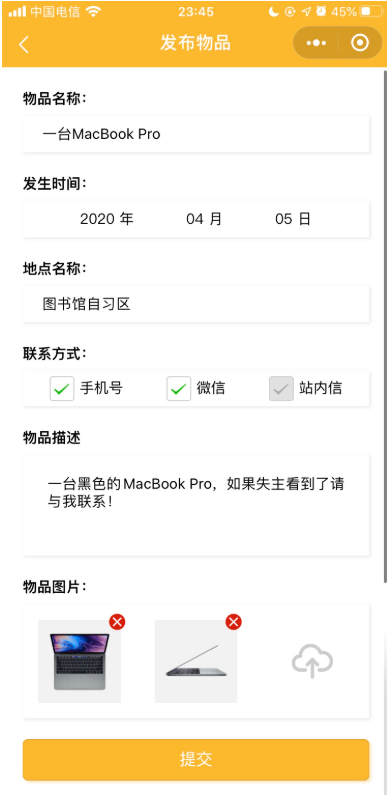 中国电信 23:45 45%
发布物品
物品名称：
一台MacBook Pro
发生时间：
2020 年 04 月 05 日
地点名称：
图书馆自习区
联系方式：
手机号 微信 站内信
物品描述
一台黑色的MacBook Pro，如果失主看到了请
与我联系！
物品图片：
提交